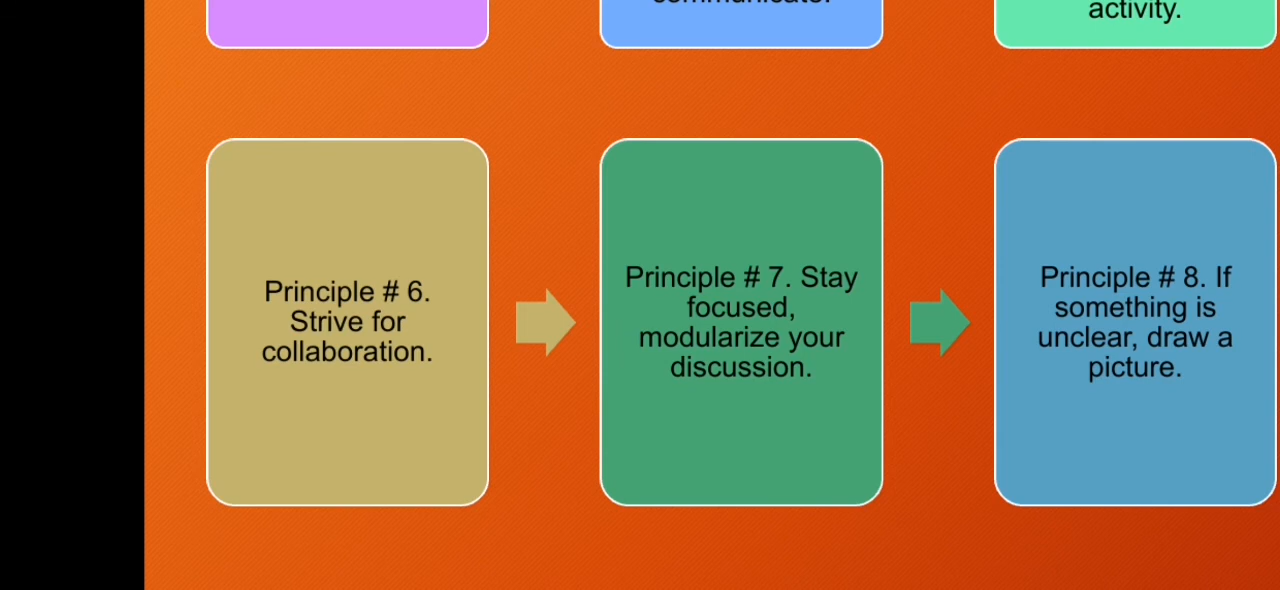 communicate.
activity.
Principle # 6.
Strive for
collaboration.
Principle # 7. Stay
focused,
modularize your
discussion.
Principle # 8. If
something is
unclear, draw a
picture.